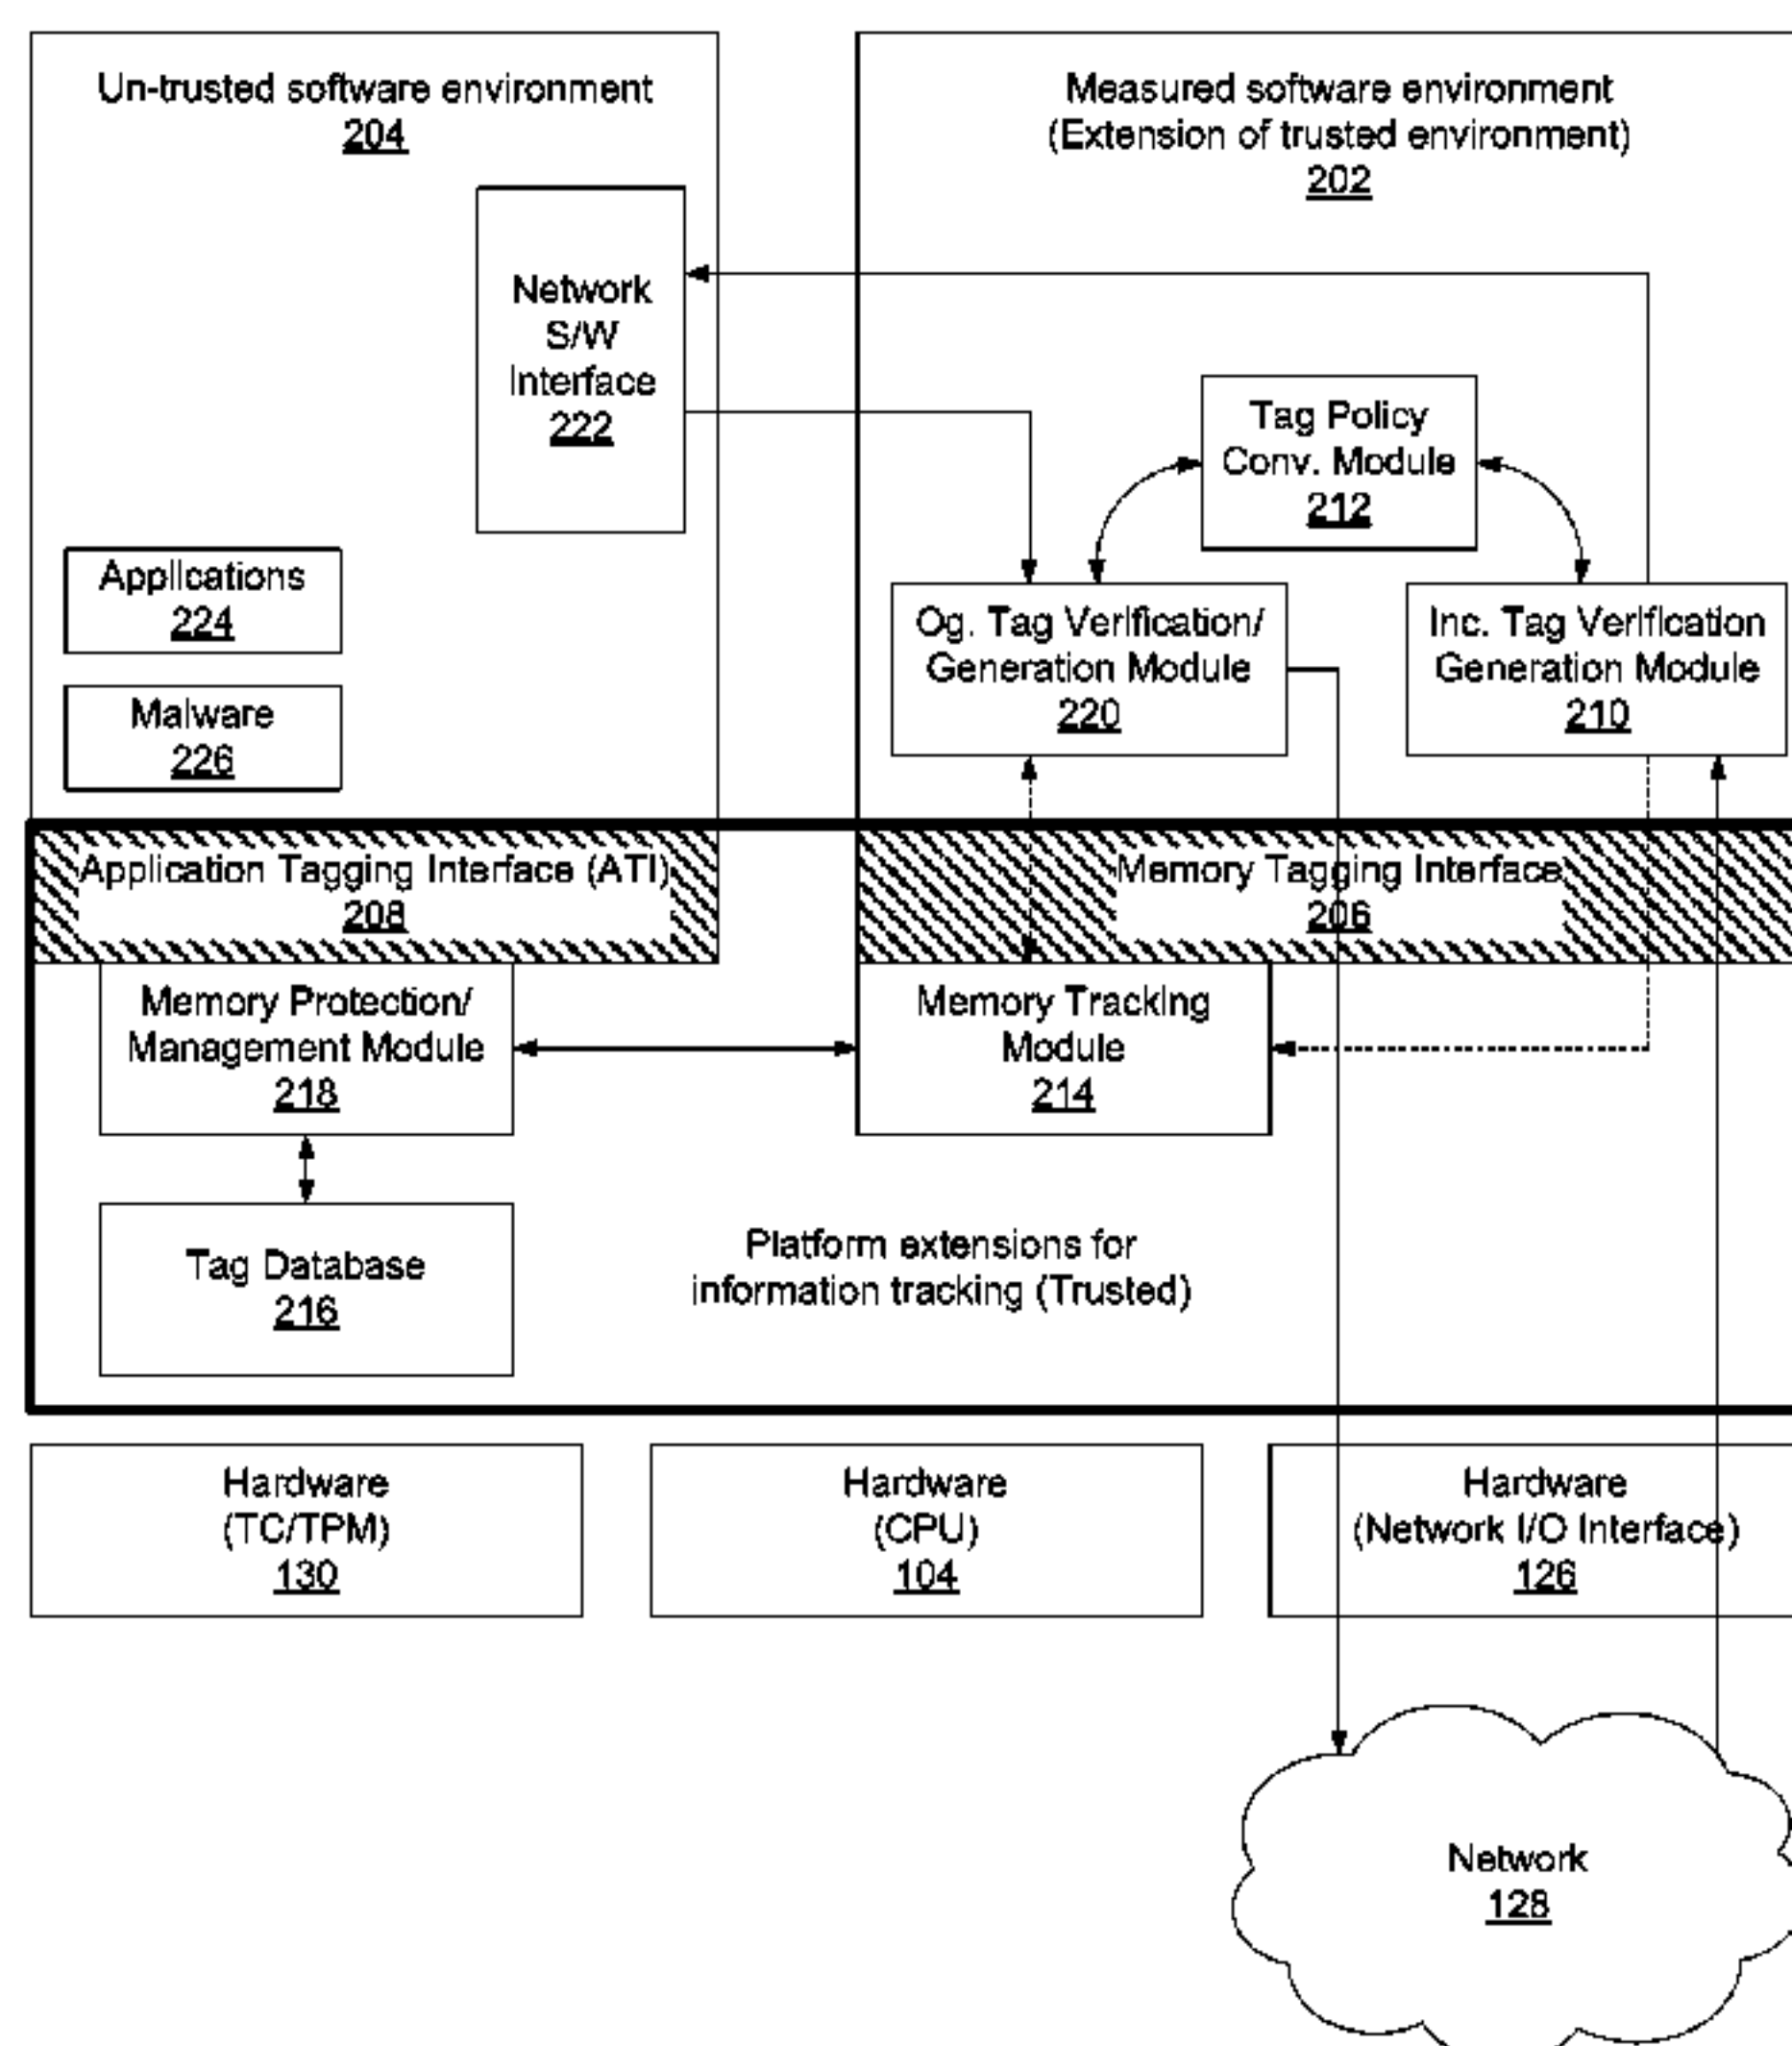 Un-trusted software environment
204
Measured software environment
(Extension of trusted environment)
202
Network
S/W
Interface
222
Tag Policy
Conv. Module
212
Applications
224
Malware
226
Og. Tag Verification/
Generation Module
220
Inc. Tag Verification
Generation Module
210
Application Tagging Interface (ATI)
208
Memory Tagging Interface
206
Memory Protection/
Management Module
218
Memory Tracking
Module
214
Tag Database
216
Platform extensions for
information tracking (Trusted)
Hardware
(TC/TPM)
130
Hardware
(CPU)
104
Hardware
(Network I/O Interface)
126
Network
128